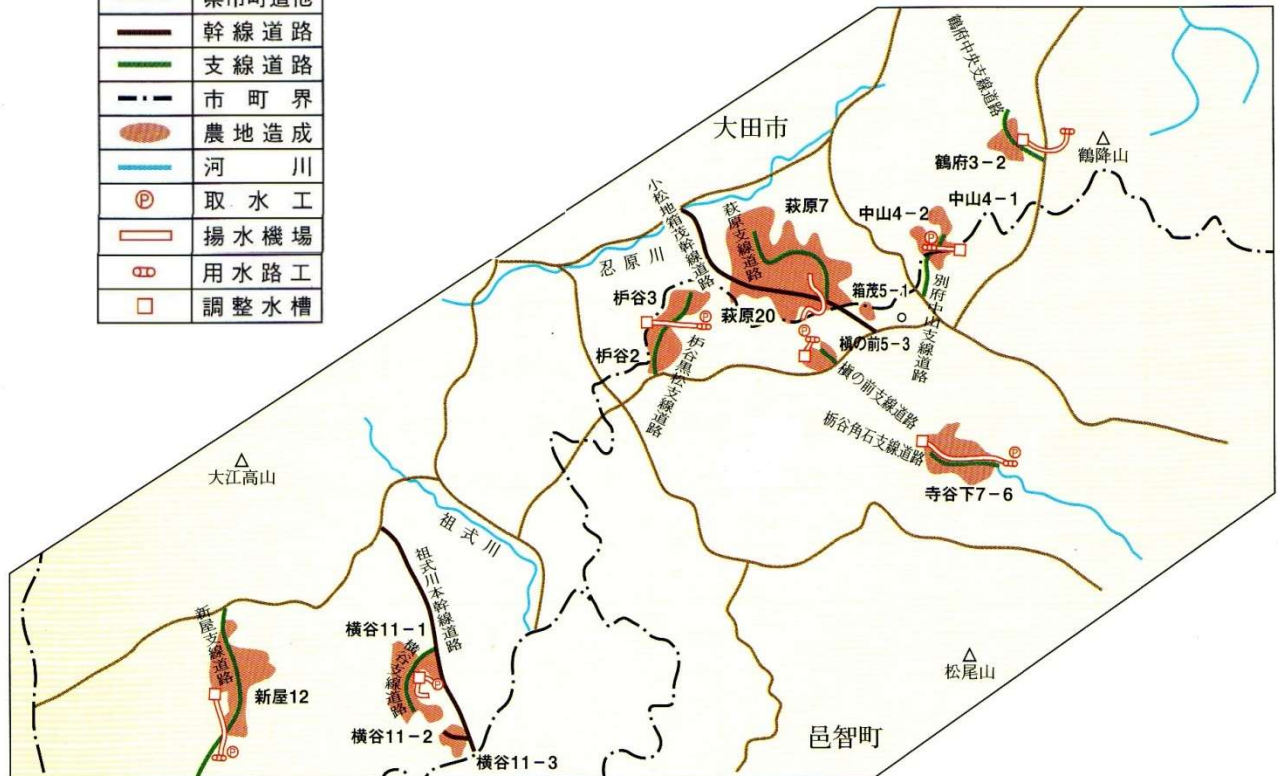 県市町道他
幹線道路
支線道路
市町界
農地造成
河川
Ⓟ 取水工
揚水機場
用水路工
調整水槽
大田市
鶴府中央支線道路
鶴府3-2
鶴降山
中山4-1
中山4-2
別府中山支線道路
小松地箱茂幹線道路
萩原支線道路
萩原7
忍原川
萩原20
箱茂5-1
枦谷3
枦谷2
枦谷黒松支線道路
槇の前5-3
槇の前支線道路
栃谷角石支線道路
寺谷下7-6
大江高山
祖式川
祖式川本幹線道路
新屋支線道路
新屋12
横谷11-1
横谷支線道路
横谷11-2
横谷11-3
松尾山
邑智町
Ⓟ
Ⓟ
Ⓟ
Ⓟ
Ⓟ
Ⓟ